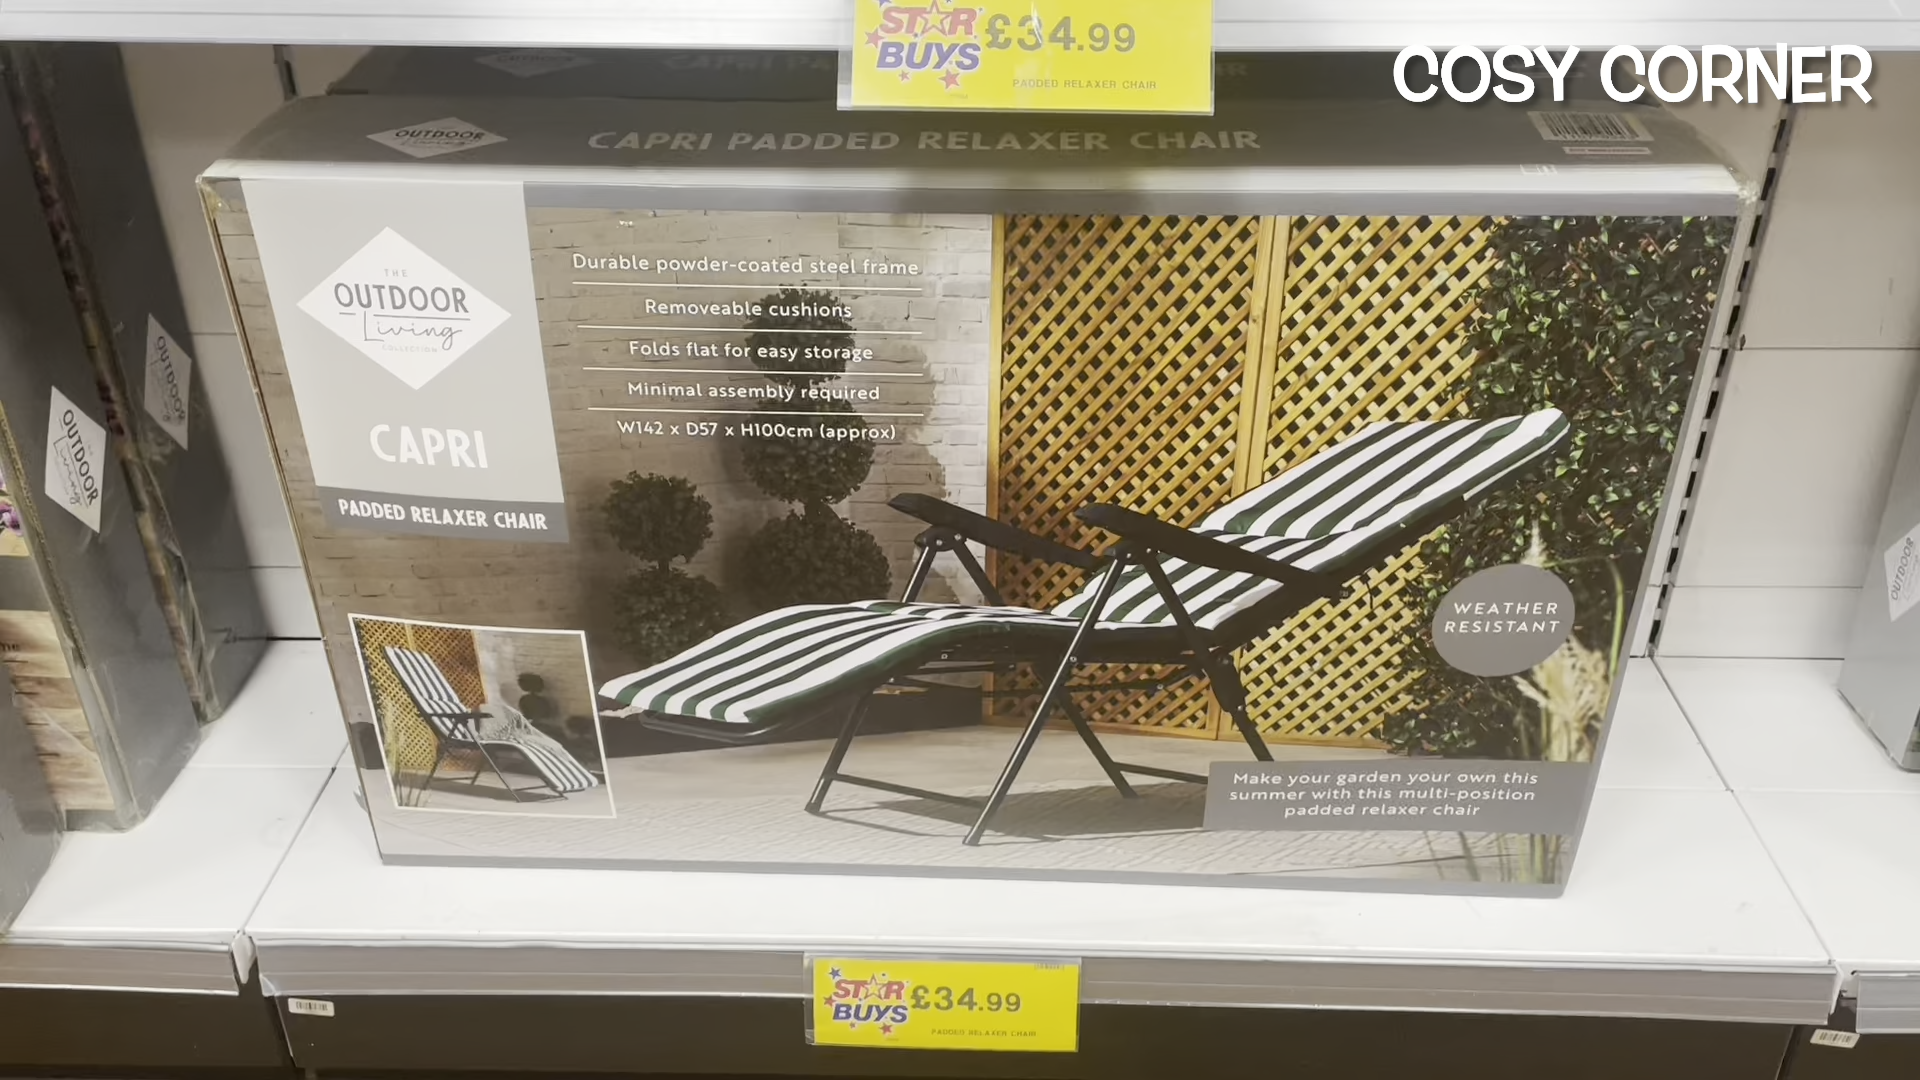 STAR BUYS £34.99
PADDED RELAXER CHAIR
COSY CORNER
OUTDOOR
Living
CAPRI PADDED RELAXER CHAIR
THE
OUTDOOR
Living
COLLECTION
CAPRI
PADDED RELAXER CHAIR
Durable powder-coated steel frame
Removeable cushions
Folds flat for easy storage
Minimal assembly required
W142 x D57 x H100cm (approx)
WEATHER
RESISTANT
Make your garden your own this
summer with this multi-position
padded relaxer chair
OUTDOOR
Living
OUTDOOR
OUTDOOR
STAR BUYS £34.99
PADDED RELAXER CHAIR